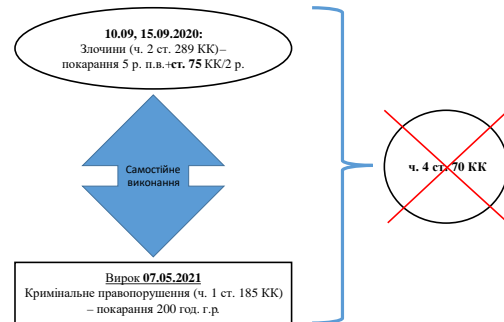 10.09, 15.09.2020:
Злочини (ч. 2 ст. 289 КК)–
покарання 5 р. п.в.+ст. 75 КК/2 р.
Самостійне
виконання
ч. 4 ст. 70 КК
Вирок 07.05.2021
Кримінальне правопорушення (ч. 1 ст. 185 КК)
– покарання 200 год. г.р.